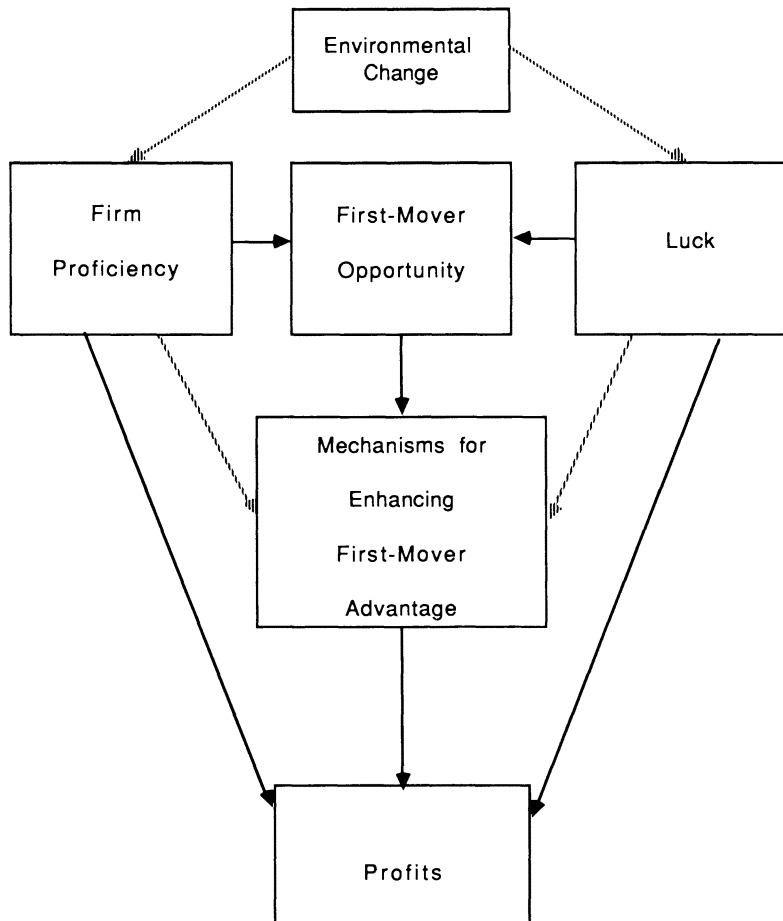 Environmental
Change
Firm
Proficiency
First-Mover
Opportunity
Luck
Mechanisms for
Enhancing
First-Mover
Advantage
Profits